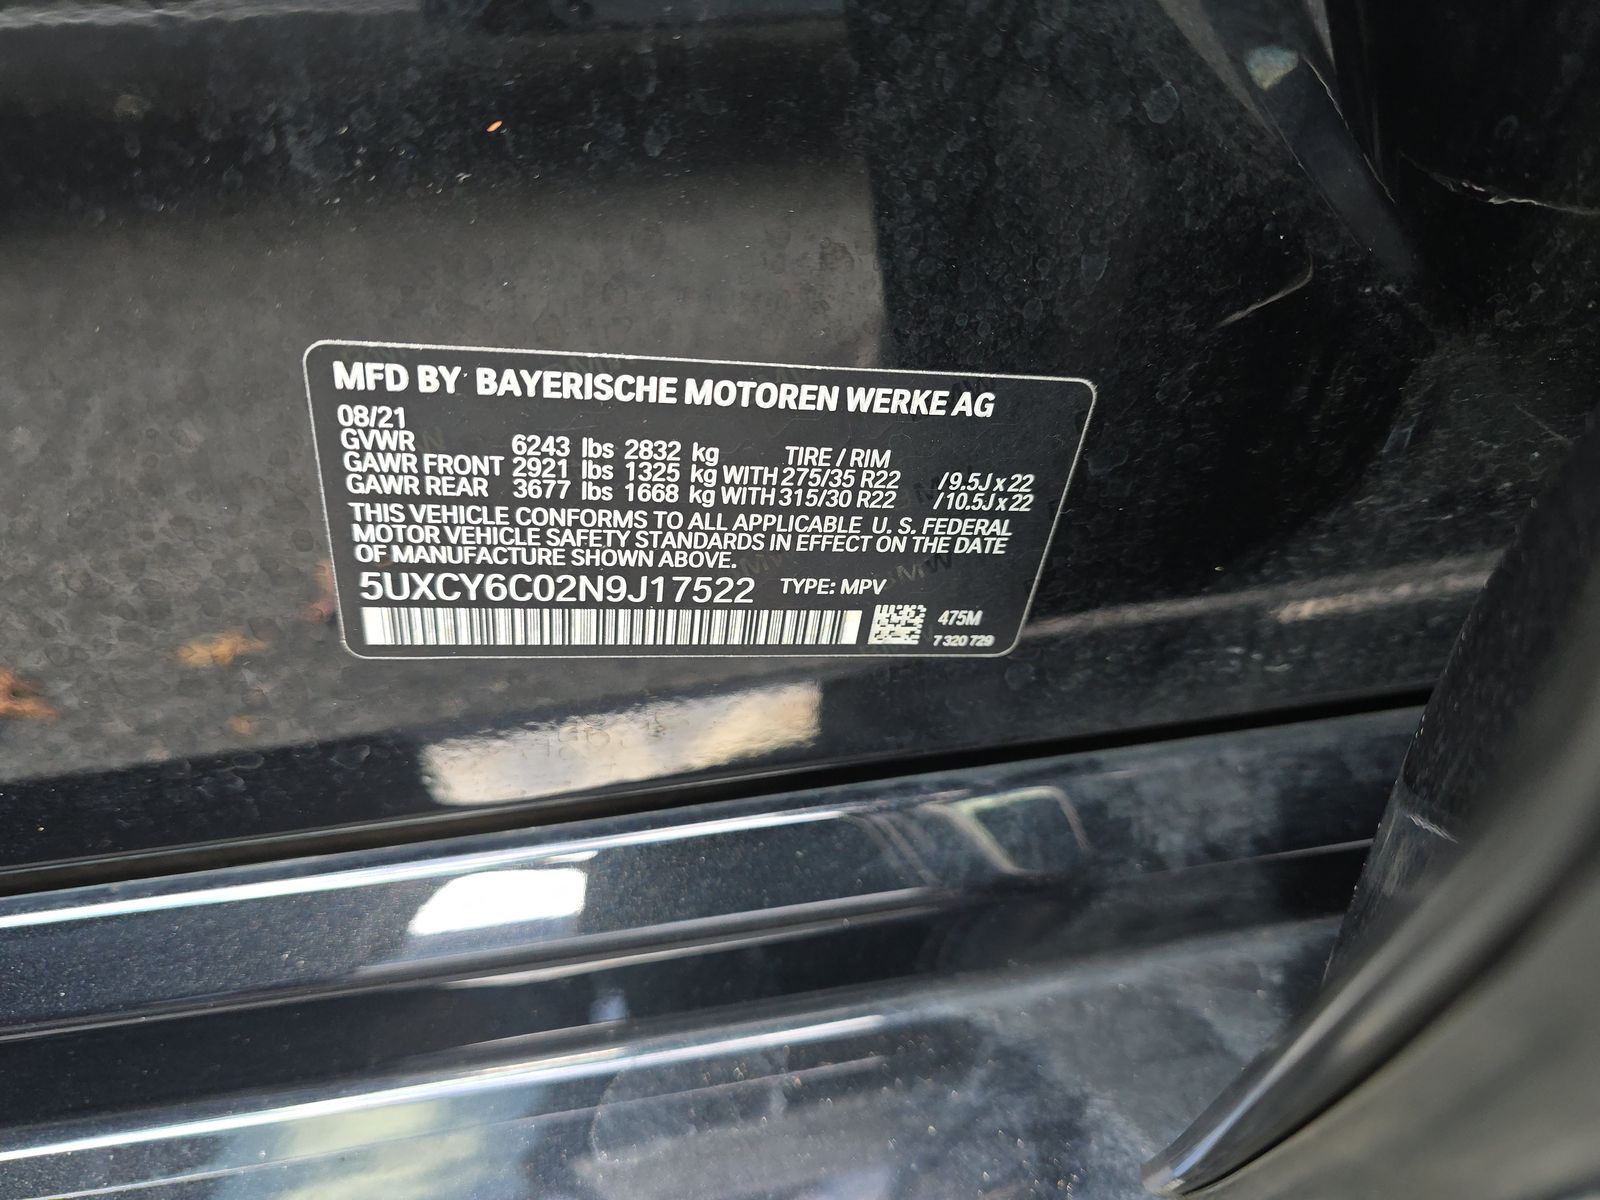 MFD BY BAYERISCHE MOTOREN WERKE AG
08/21
GVWR 6243 lbs 2832 kg TIRE / RIM
GAWR FRONT 2921 lbs 1325 kg WITH 275/35 R22 /9.5J x 22
GAWR REAR 3677 lbs 1668 kg WITH 315/30 R22 /10.5J x 22
THIS VEHICLE CONFORMS TO ALL APPLICABLE U. S. FEDERAL
MOTOR VEHICLE SAFETY STANDARDS IN EFFECT ON THE DATE
OF MANUFACTURE SHOWN ABOVE.
5UXCY6C02N9J17522 TYPE: MPV
475M
7 320 729